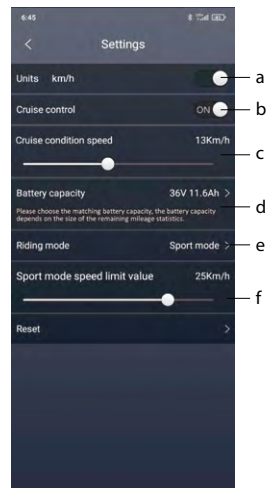 6:45
Settings
Units km/h
a
Cruise control ON
b
Cruise condition speed 13Km/h
c
Battery capacity 36V 11.6Ah >
Please choose the matching battery capacity, the battery capacity
depends on the size of the remaining mileage statistics.
d
Riding mode Sport mode >
e
Sport mode speed limit value 25Km/h
f
Reset >